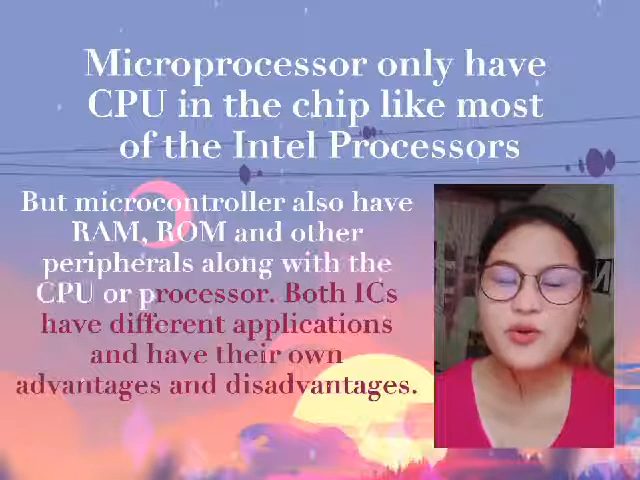 Microprocessor only have
CPU in the chip like most
of the Intel Processors
But microcontroller also have
RAM, ROM and other
peripherals along with the
CPU or processor. Both ICs
have different applications
and have their own
advantages and disadvantages.